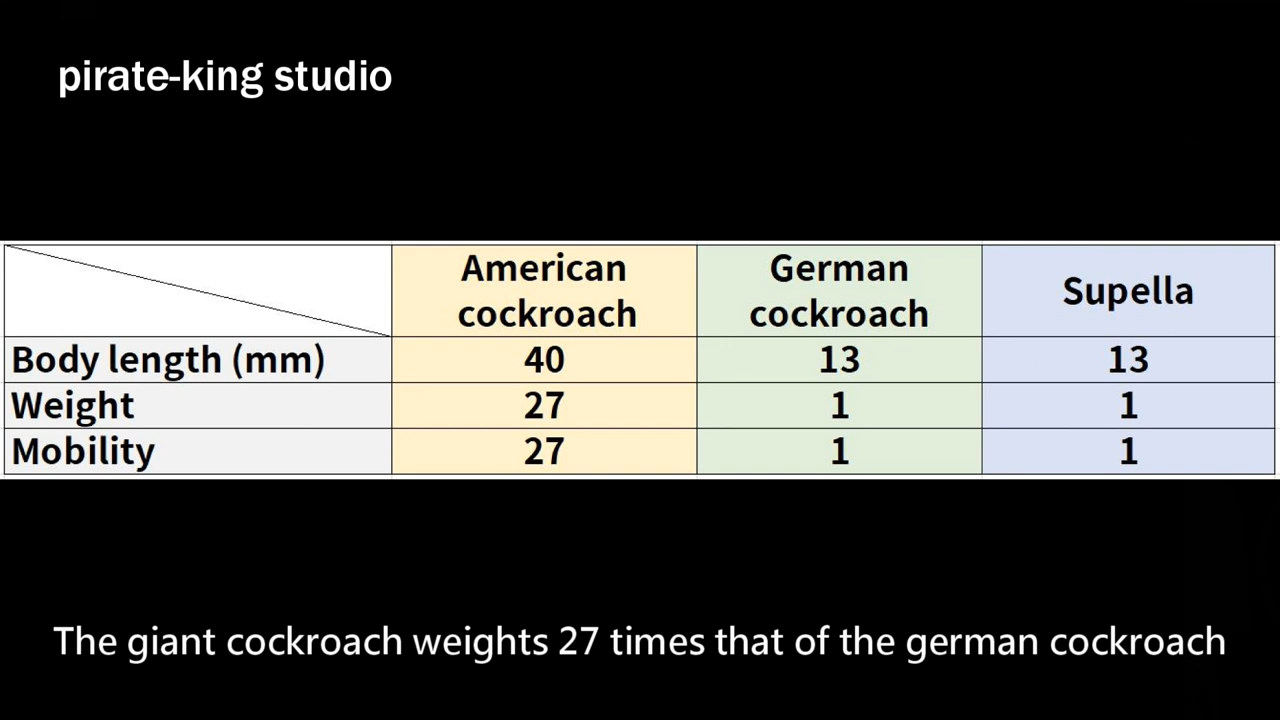 pirate-king studio
American cockroach German cockroach Supella
Body length (mm) 40 13 13
Weight 27 1 1
Mobility 27 1 1
The giant cockroach weights 27 times that of the german cockroach